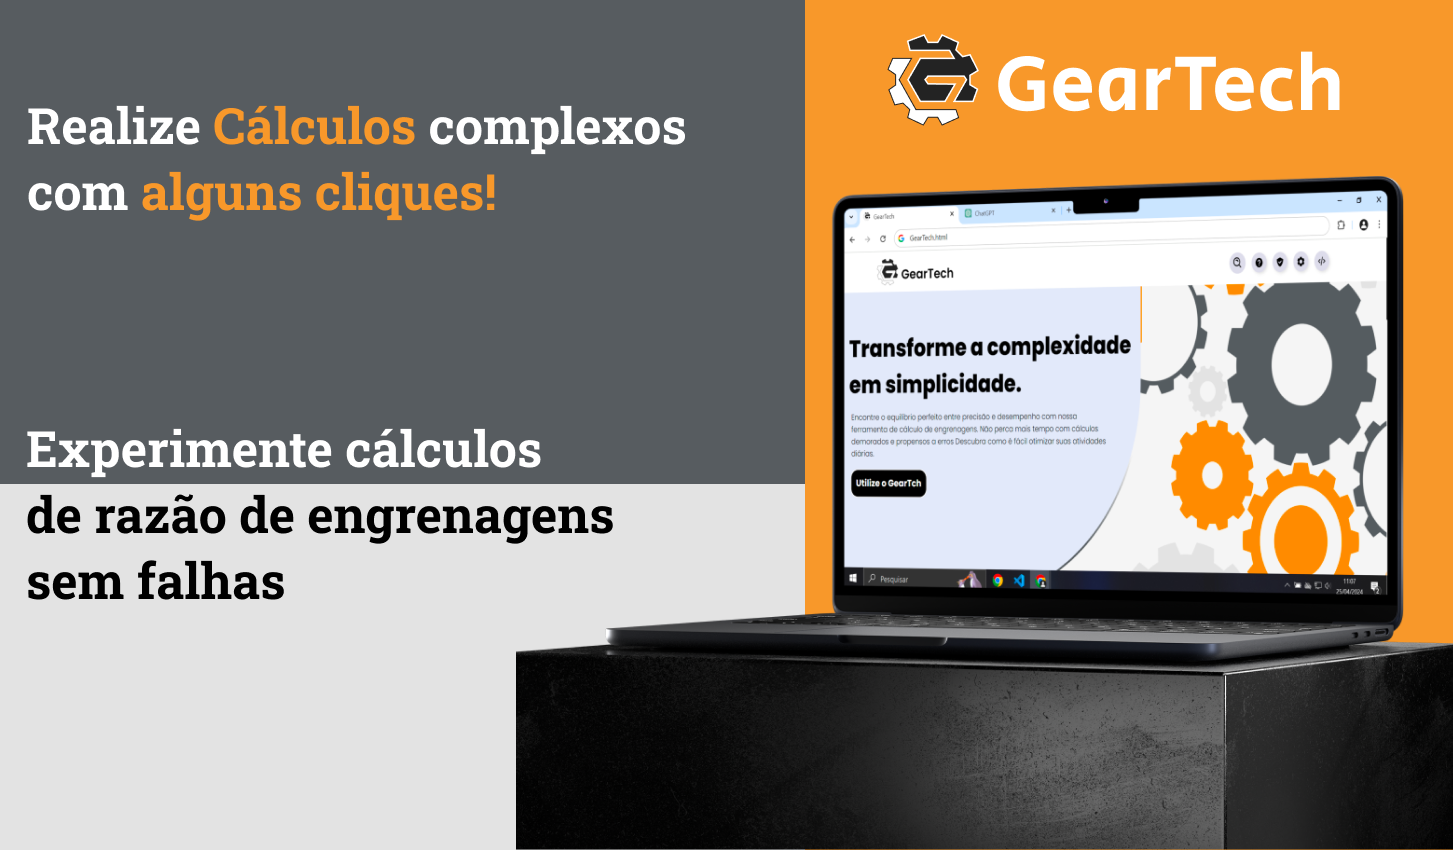 Realize Cálculos complexos
com alguns cliques!
Experimente cálculos
de razão de engrenagens
sem falhas
GearTech
GearTech
ChatGPT
GearTech.html
GearTech
Transforme a complexidade
em simplicidade.
Encontre o equilíbrio perfeito entre precisão e desempenho com nossa
ferramenta de cálculo de engrenagens. Não perca mais tempo com cálculos
demorados e propensos a erros Descubra como é fácil otimizar suas atividades
diárias.
Utilize o GearTch
Pesquisar
11:07
25/04/2024